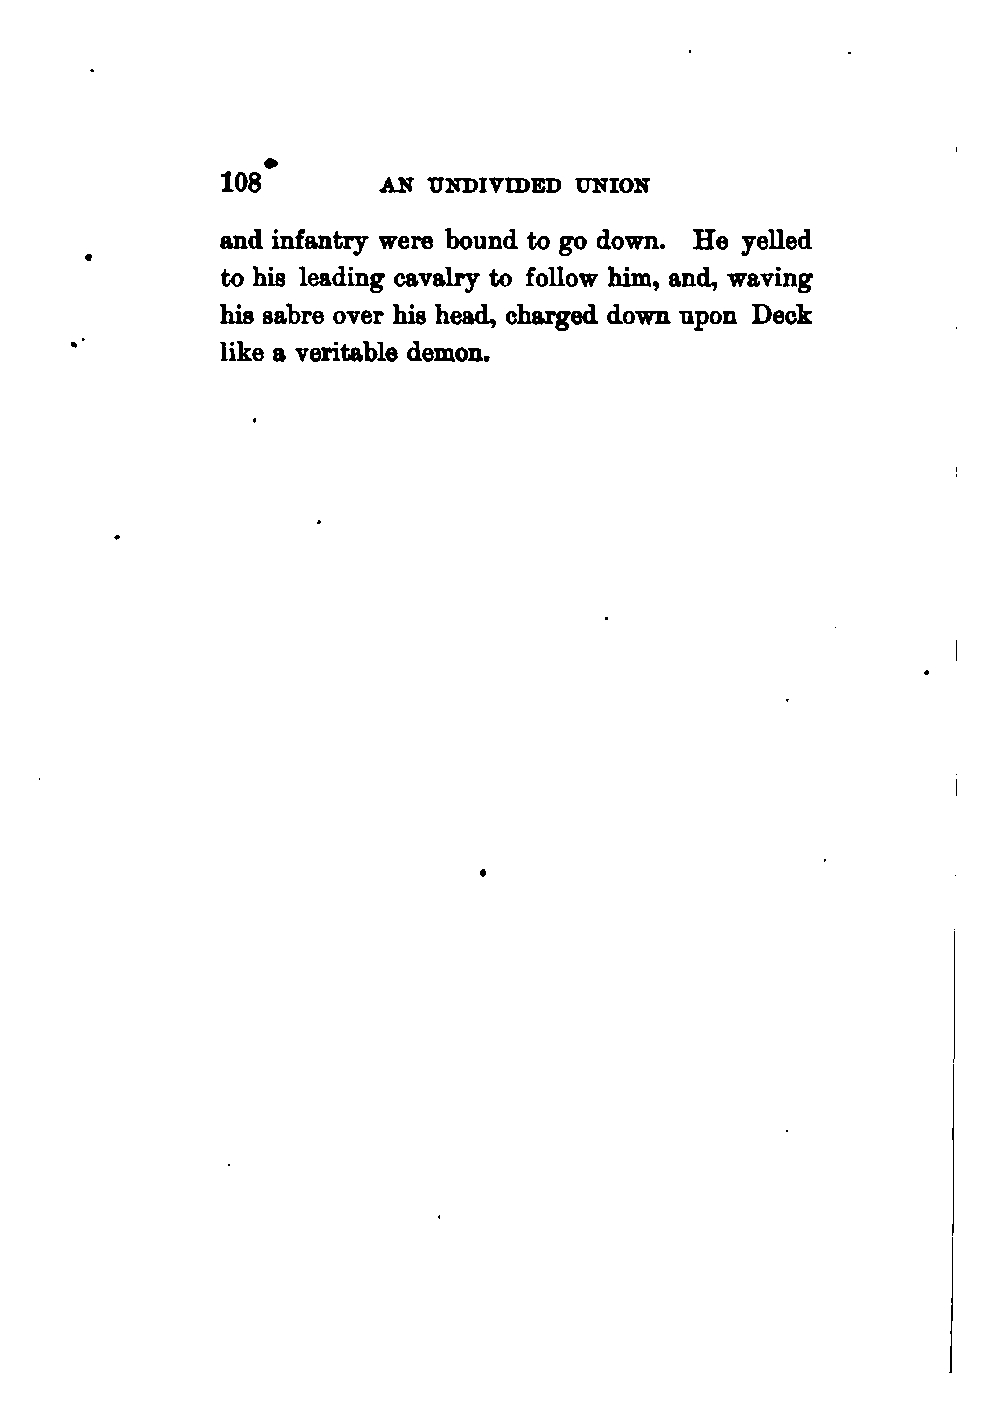 108 AN UNDIVIDED UNION
and infantry were bound to go down. He yelled
to his leading cavalry to follow him, and, waving
his sabre over his head, charged down upon Deck
like a veritable demon.